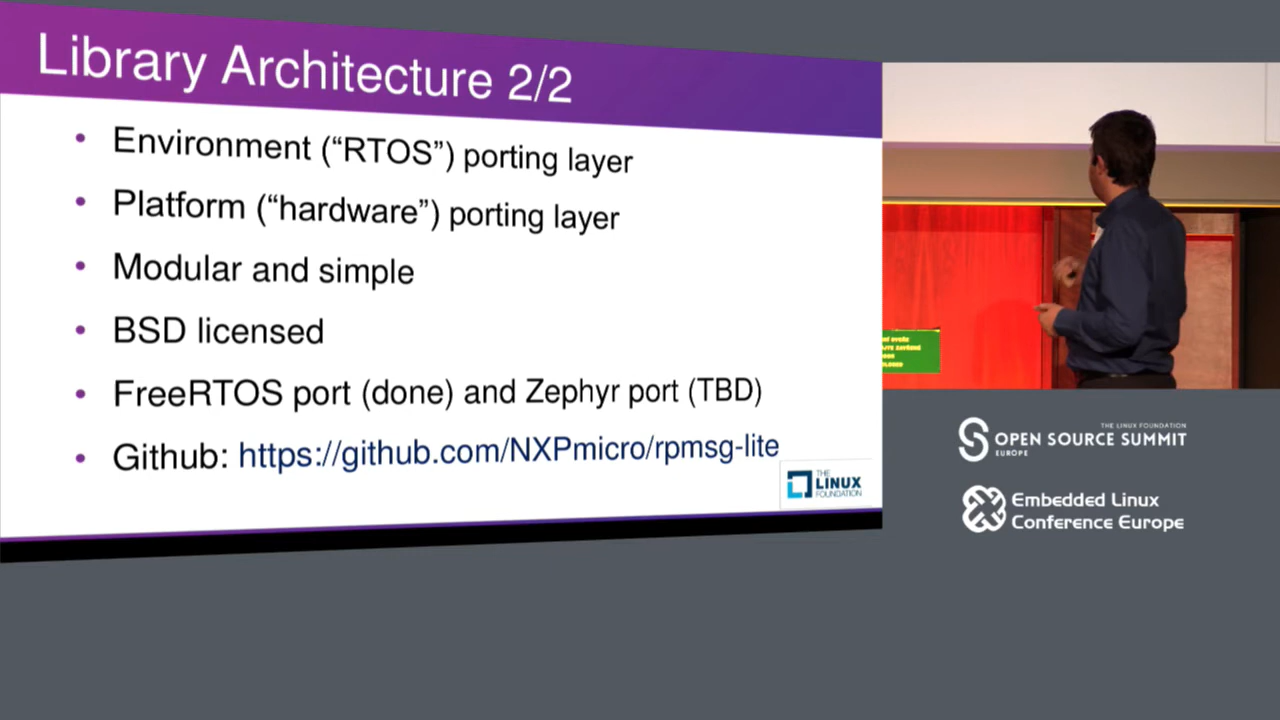 Library Architecture 2/2
• Environment (“RTOS”) porting layer
• Platform (“hardware”) porting layer
• Modular and simple
• BSD licensed
• FreeRTOS port (done) and Zephyr port (TBD)
• Github: https://github.com/NXPmicro/rpmsg-lite
THE
LINUX
FOUNDATION
THE LINUX FOUNDATION
OPEN SOURCE SUMMIT
EUROPE
Embedded Linux
Conference Europe